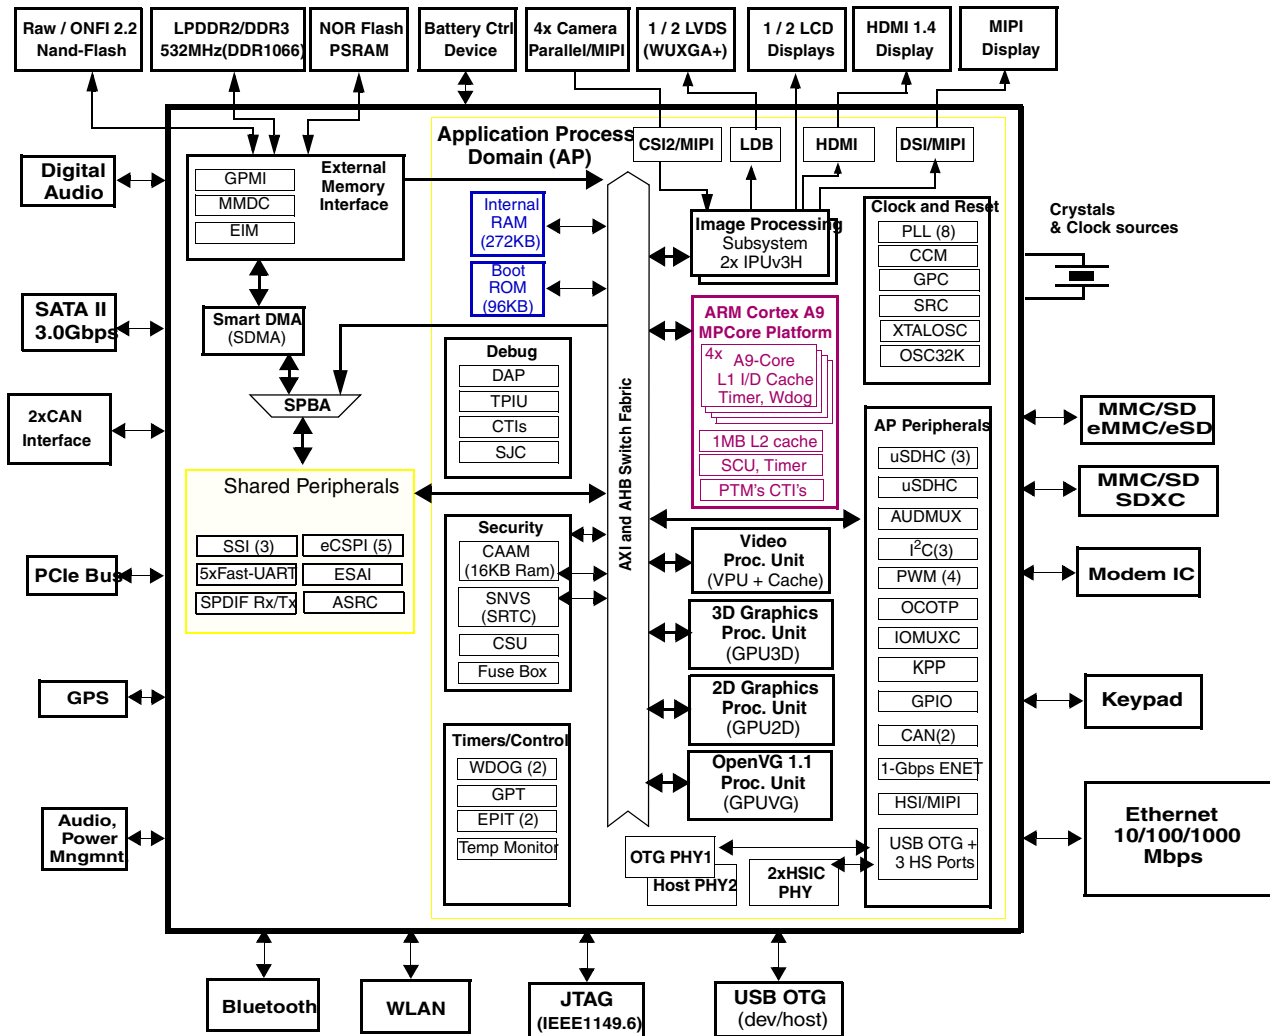 Raw / ONFI 2.2
Nand-Flash
LPDDR2/DDR3
532MHz(DDR1066)
NOR Flash
PSRAM
Battery Ctrl
Device
4x Camera
Parallel/MIPI
1 / 2 LVDS
(WUXGA+)
1 / 2 LCD
Displays
HDMI 1.4
Display
MIPI
Display
Digital
Audio
SATA II
3.0Gbps
2xCAN
Interface
PCIe Bus
GPS
Audio,
Power
Mngmnt.
External
Memory
Interface
GPMI
MMDC
EIM
Smart DMA
(SDMA)
SPBA
Shared Peripherals
SSI (3)
eCSPI (5)
5xFast-UART
ESAI
SPDIF Rx/Tx
ASRC
Application Process
Domain (AP)
Internal
RAM
(272KB)
Boot
ROM
(96KB)
Debug
DAP
TPIU
CTIs
SJC
Security
CAAM
(16KB Ram)
SNVS
(SRTC)
CSU
Fuse Box
Timers/Control
WDOG (2)
GPT
EPIT (2)
Temp Monitor
AXI and AHB Switch Fabric
CSI2/MIPI
LDB
HDMI
DSI/MIPI
Image Processing
Subsystem
2x IPUv3H
ARM Cortex A9
MPCore Platform
4x
A9-Core
L1 I/D Cache
Timer, Wdog
1MB L2 cache
SCU, Timer
PTM's CTI's
Video
Proc. Unit
(VPU + Cache)
3D Graphics
Proc. Unit
(GPU3D)
2D Graphics
Proc. Unit
(GPU2D)
OpenVG 1.1
Proc. Unit
(GPUVG)
OTG PHY1
Host PHY2
2xHSIC
PHY
Clock and Reset
PLL (8)
CCM
GPC
SRC
XTALOSC
OSC32K
AP Peripherals
uSDHC (3)
uSDHC
AUDMUX
I2C(3)
PWM (4)
OCOTP
IOMUXC
KPP
GPIO
CAN(2)
1-Gbps ENET
HSI/MIPI
USB OTG +
3 HS Ports
Crystals
& Clock sources
MMC/SD
eMMC/eSD
MMC/SD
SDXC
Modem IC
Keypad
Ethernet
10/100/1000
Mbps
Bluetooth
WLAN
JTAG
(IEEE1149.6)
USB OTG
(dev/host)